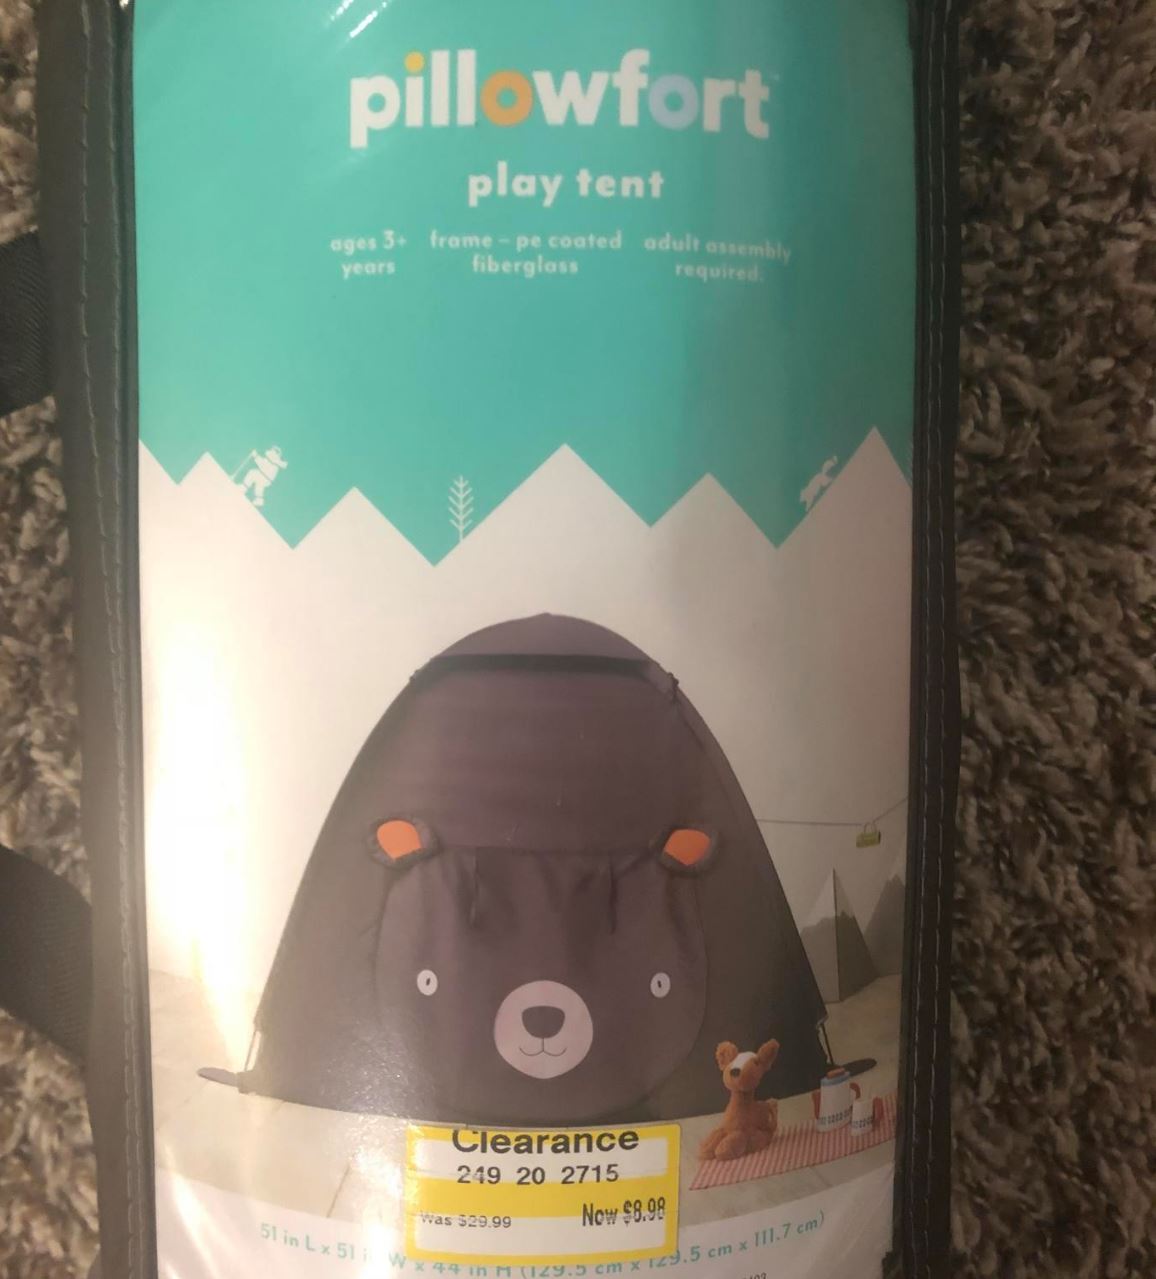 pillowfort
play tent
ages 3+ frame – pe coated adult assembly
years fiberglass required.
Clearance
249 20 2715
Was $29.99 Now $8.98
51 in L x 51 W x 44 in H (129.5 cm x 129.5 cm x 111.7 cm)